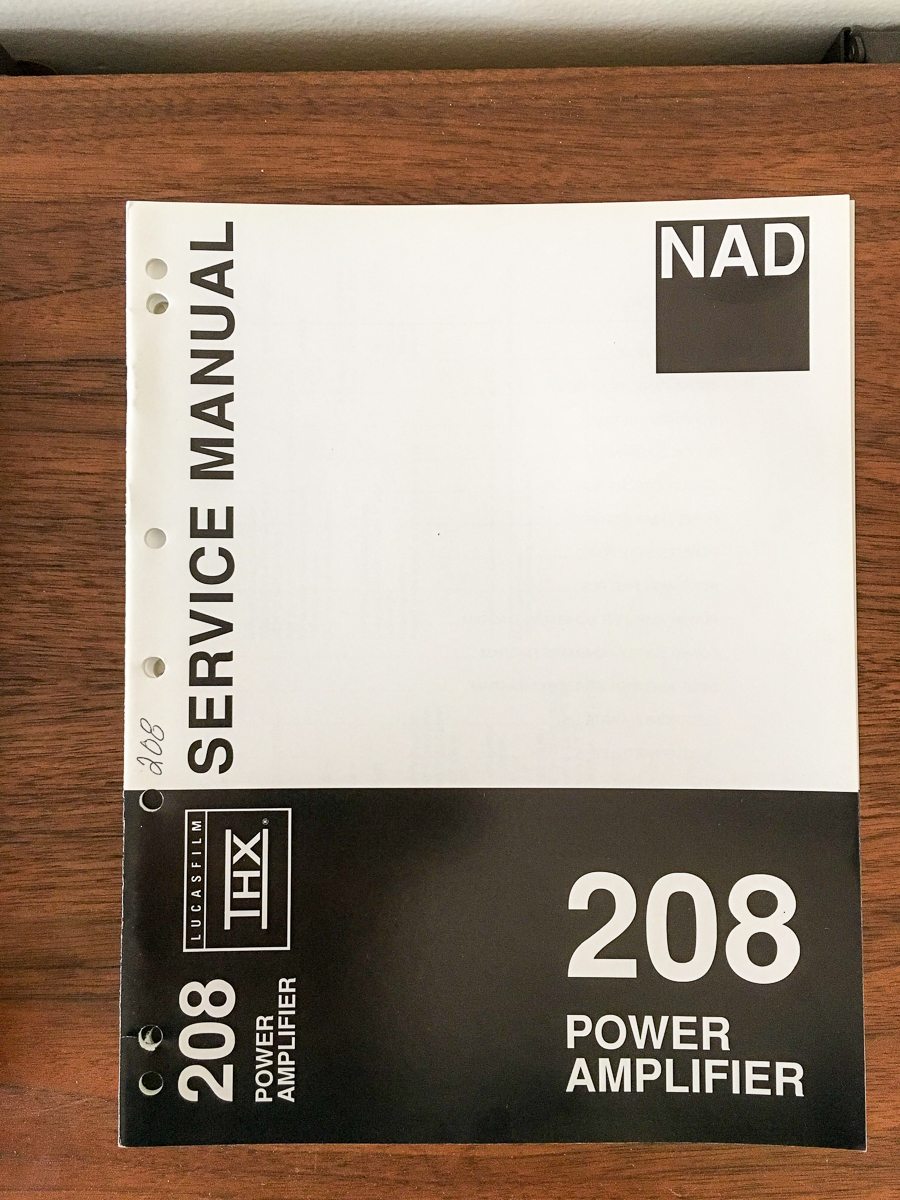 NAD
SERVICE MANUAL
208
LUCASFILM
THX®
208
POWER
AMPLIFIER
208
POWER
AMPLIFIER